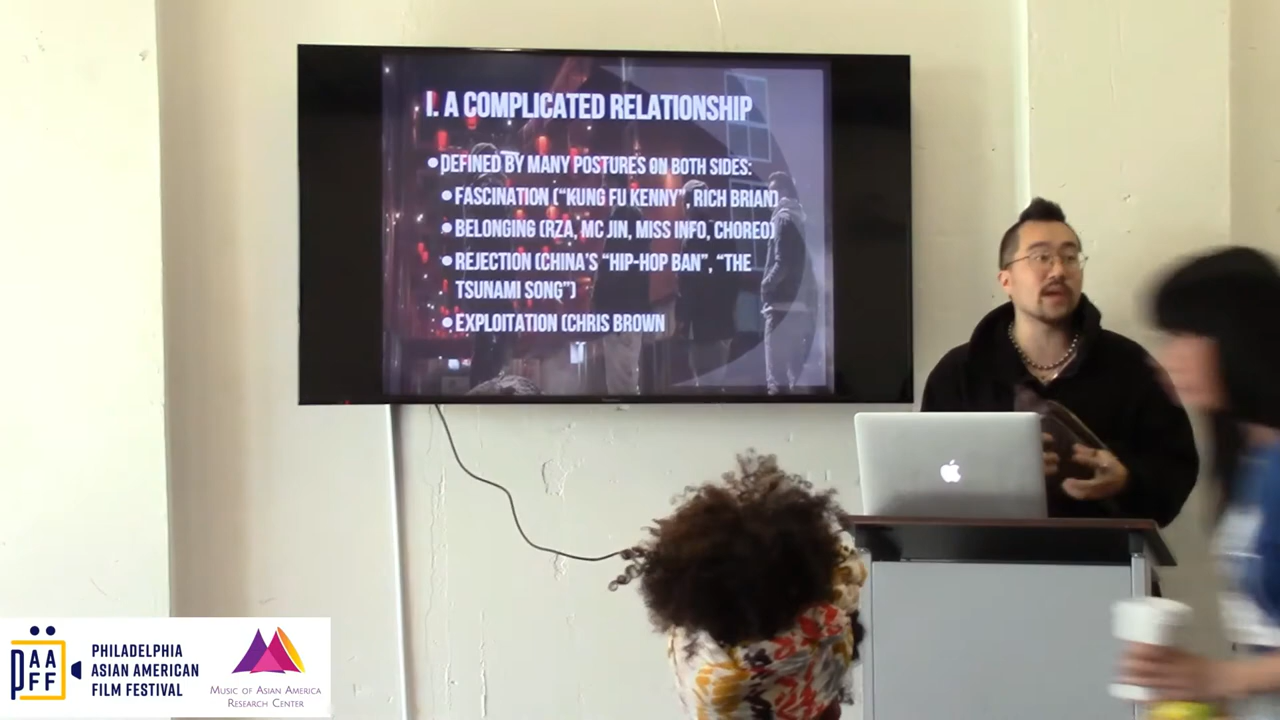 I. A COMPLICATED RELATIONSHIP
•DEFINED BY MANY POSTURES ON BOTH SIDES:
•FASCINATION ("KUNG FU KENNY", RICH BRIAN)
•BELONGING (RZA, MC JIN, MISS INFO, CHOREO)
•REJECTION (CHINA'S "HIP-HOP BAN", "THE
TSUNAMI SONG")
•EXPLOITATION (CHRIS BROWN
PAAFF
PHILADELPHIA
ASIAN AMERICAN
FILM FESTIVAL
MUSIC OF ASIAN AMERICA
RESEARCH CENTER